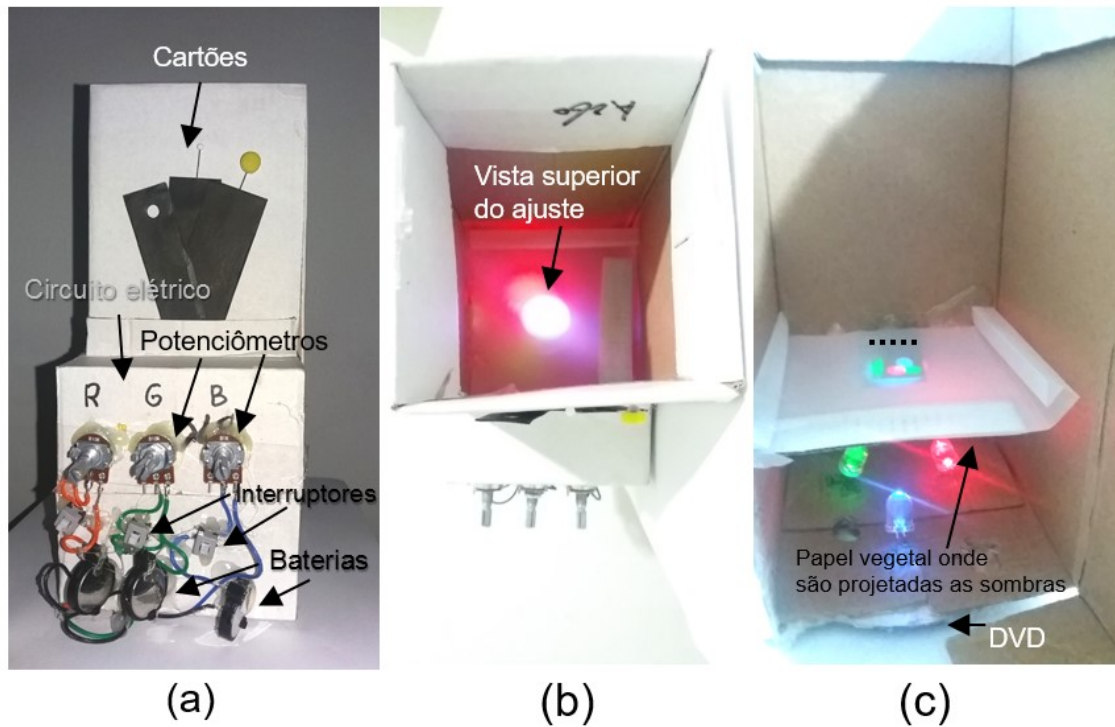 Cartões
Circuito elétrico
Potenciômetros
R G B
Interruptores
Baterias
Vista superior
do ajuste
Papel vegetal onde
são projetadas as sombras
DVD
(a) (b) (c)